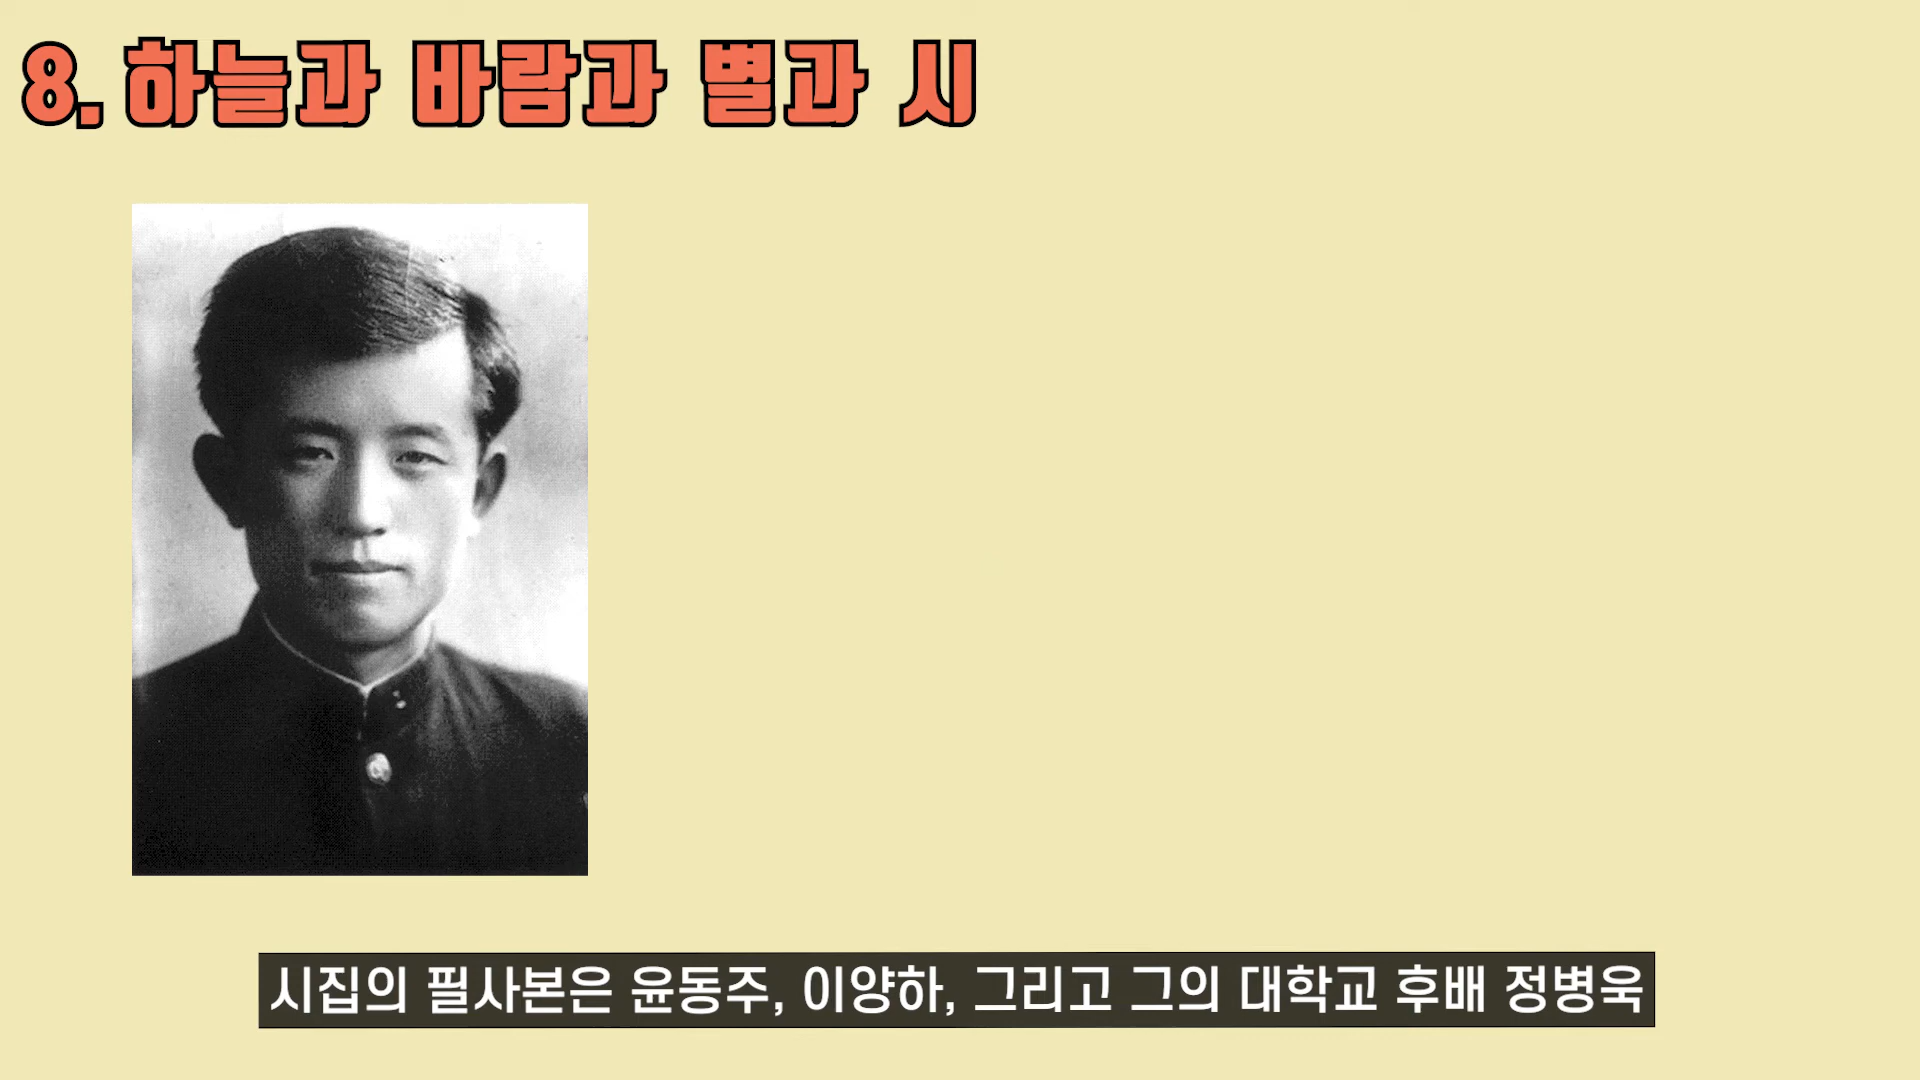 8. 하늘과 바람과 별과 시
시집의 필사본은 윤동주, 이양하, 그리고 그의 대학교 후배 정병욱